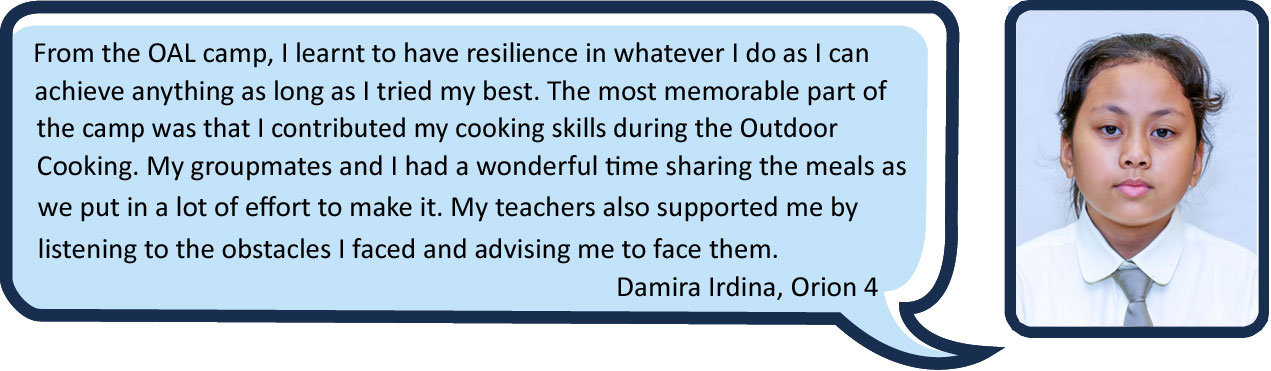 From the OAL camp, I learnt to have resilience in whatever I do as I can
achieve anything as long as I tried my best. The most memorable part of
the camp was that I contributed my cooking skills during the Outdoor
Cooking. My groupmates and I had a wonderful time sharing the meals as
we put in a lot of effort to make it. My teachers also supported me by
listening to the obstacles I faced and advising me to face them.
Damira Irdina, Orion 4